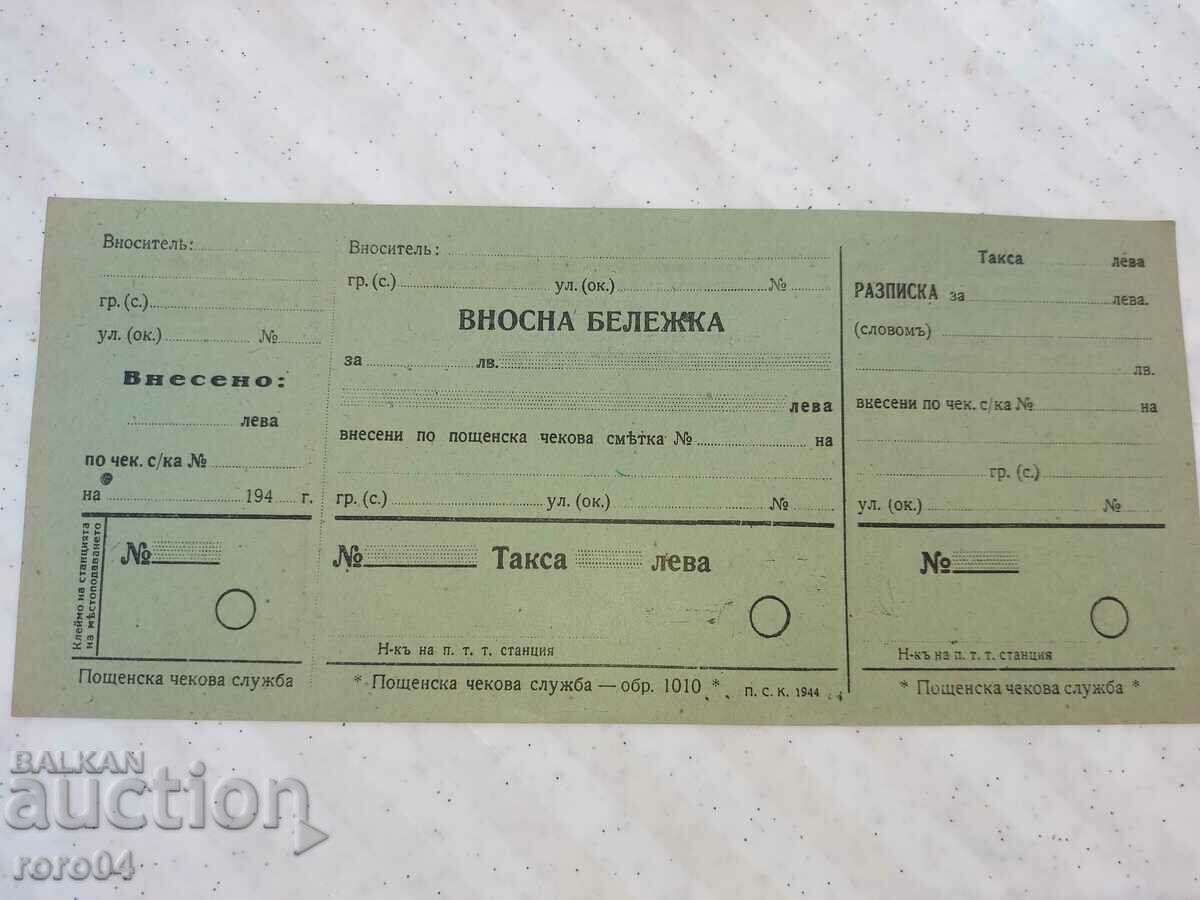 Вноситель:
гр. (с.)
ул. (ок.) №
Внесено:
лева
по чек. с/ка №
на 194 г.
Клеймо на станцията
на мѣстоподаването
№
Пощенска чекова служба
Вноситель:
гр. (с.) ул. (ок.) №
ВНОСНА БЕЛЕЖКА
за лв.
лева
внесени по пощенска чекова смѣтка № на
гр. (с.) ул. (ок.) №
№ Такса лева
Н-къ на п. т. т. станция
* Пощенска чекова служба — обр. 1010 *
П. С. К. 1944
Такса лева
РАЗПИСКА за лева.
(словомъ)
лв.
внесени по чек. с/ка № на
гр. (с.)
ул. (ок.) №
№
Н-къ на п. т. т. станция
* Пощенска чекова служба *
BALKAN
auction
roro04